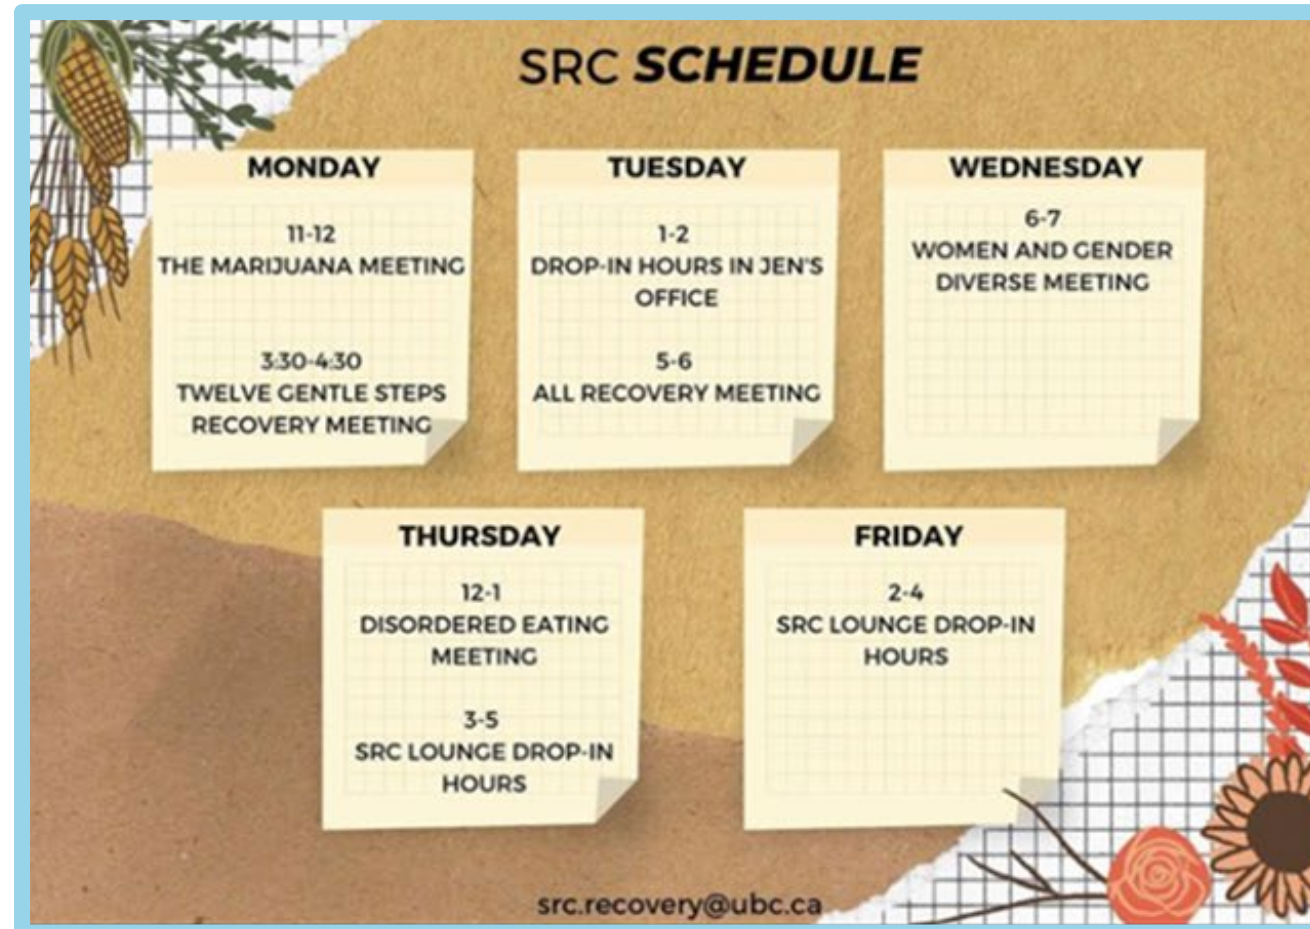 SRC SCHEDULE
MONDAY
11-12
THE MARIJUANA MEETING
3:30-4:30
TWELVE GENTLE STEPS
RECOVERY MEETING
TUESDAY
1-2
DROP-IN HOURS IN JEN'S
OFFICE
5-6
ALL RECOVERY MEETING
WEDNESDAY
6-7
WOMEN AND GENDER
DIVERSE MEETING
THURSDAY
12-1
DISORDERED EATING
MEETING
3-5
SRC LOUNGE DROP-IN
HOURS
FRIDAY
2-4
SRC LOUNGE DROP-IN
HOURS
src.recovery@ubc.ca